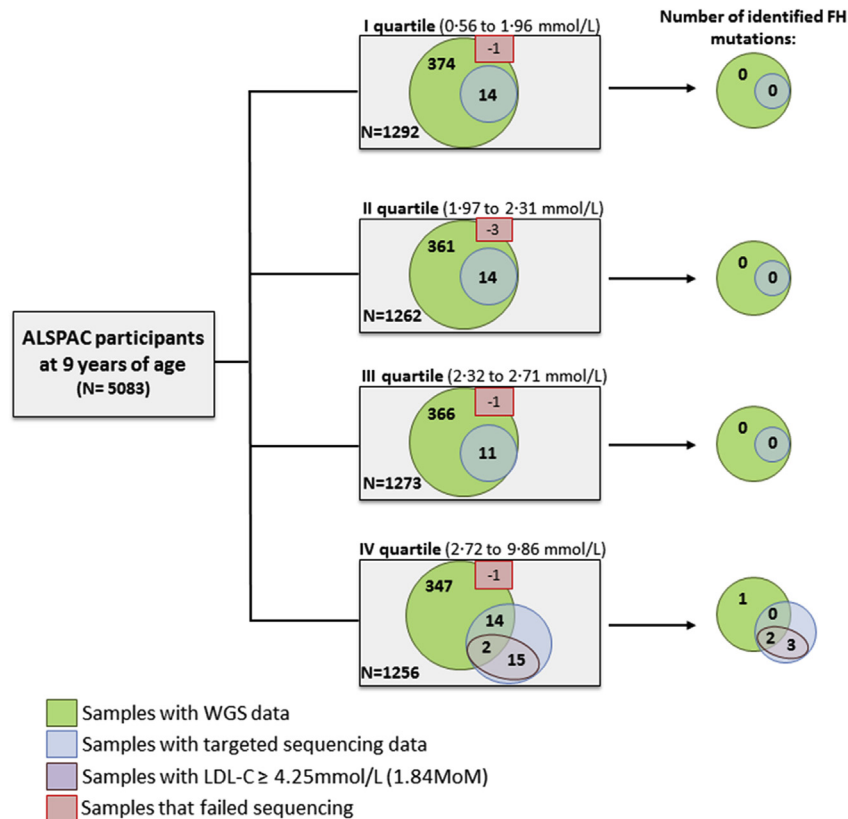 Number of identified FH
mutations:
I quartile (0·56 to 1·96 mmol/L)
-1
374
14
N=1292
0
0
II quartile (1·97 to 2·31 mmol/L)
-3
361
14
N=1262
0
0
ALSPAC participants
at 9 years of age
(N= 5083)
III quartile (2·32 to 2·71 mmol/L)
-1
366
11
N=1273
0
0
IV quartile (2·72 to 9·86 mmol/L)
-1
347
14
2
15
N=1256
1
0
2
3
Samples with WGS data
Samples with targeted sequencing data
Samples with LDL-C ≥ 4.25mmol/L (1.84MoM)
Samples that failed sequencing